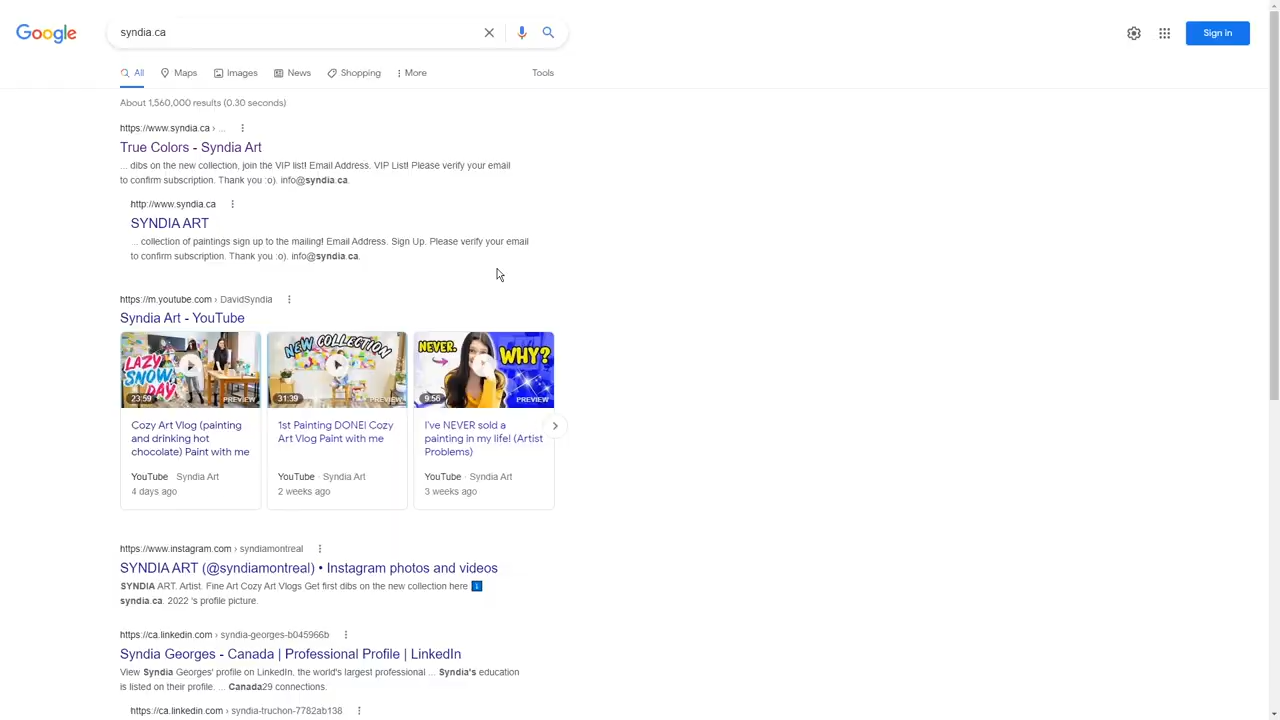 Google
syndia.ca
Sign in
All
Maps
Images
News
Shopping
More
Tools
About 1,560,000 results (0.30 seconds)
https://www.syndia.ca › ...
True Colors - Syndia Art
... dibs on the new collection, join the VIP list! Email Address. VIP List! Please verify your email
to confirm subscription. Thank you :o). info@syndia.ca.
http://www.syndia.ca
SYNDIA ART
... collection of paintings sign up to the mailing! Email Address. Sign Up. Please verify your email
to confirm subscription. Thank you :o). info@syndia.ca.
https://m.youtube.com › DavidSyndia
Syndia Art - YouTube
LAZY
SNOW
DAY
23:59
PREVIEW
NEW COLLECTION
31:39
PREVIEW
NEVER.
WHY?
9:56
PREVIEW
Cozy Art Vlog (painting
and drinking hot
chocolate) Paint with me
YouTube · Syndia Art
4 days ago
1st Painting DONE! Cozy
Art Vlog Paint with me
YouTube · Syndia Art
2 weeks ago
I've NEVER sold a
painting in my life! (Artist
Problems)
YouTube · Syndia Art
3 weeks ago
https://www.instagram.com › syndiamontreal
SYNDIA ART (@syndiamontreal) • Instagram photos and videos
SYNDIA ART. Artist. Fine Art Cozy Art Vlogs Get first dibs on the new collection here
syndia.ca. 2022 's profile picture.
https://ca.linkedin.com › syndia-georges-b045966b
Syndia Georges - Canada | Professional Profile | LinkedIn
View Syndia Georges' profile on LinkedIn, the world's largest professional ... Syndia's education
is listed on their profile. ... Canada29 connections.
https://ca.linkedin.com › syndia-truchon-7782ab138